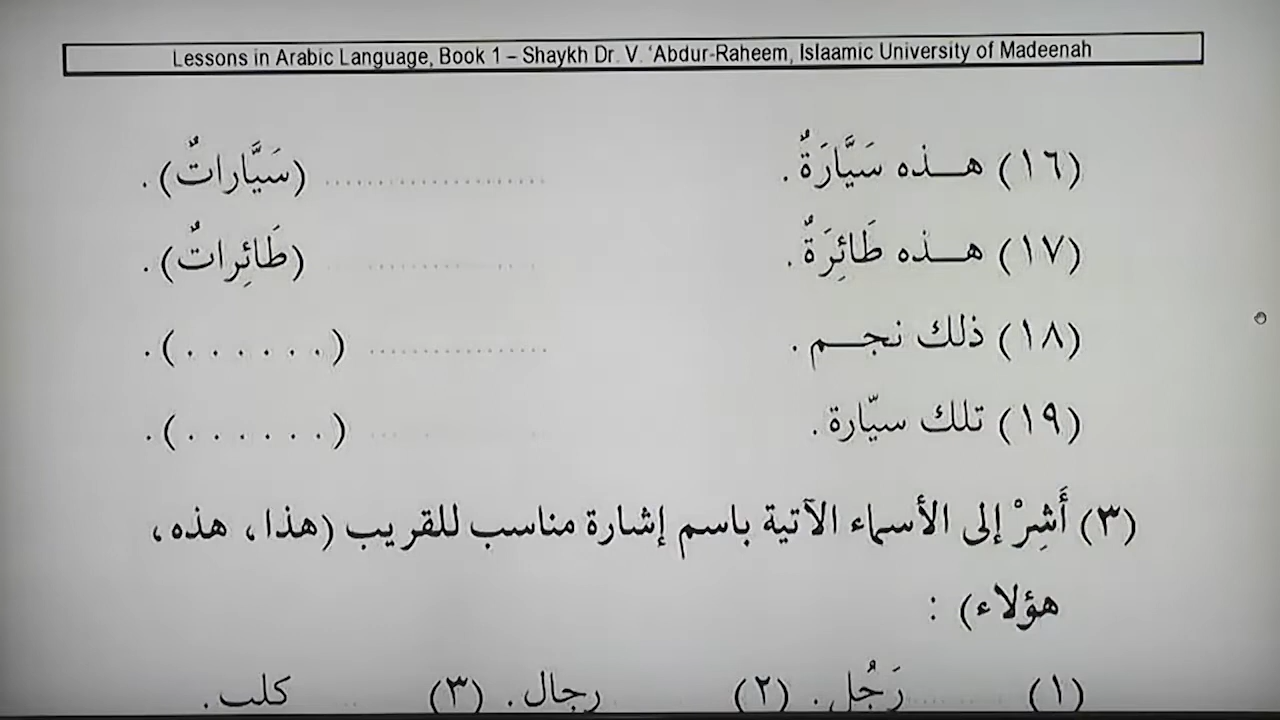 Lessons in Arabic Language, Book 1 – Shaykh Dr. V. ‘Abdur-Raheem, Islaamic University of Madeenah
(١٦) هـــذه سَيَّارَةٌ . ..................... (سَيَّاراتٌ) .
(١٧) هـــذه طَائِرَةٌ . ..................... (طَائِراتٌ) .
(١٨) ذلك نجـــم . ..................... (. . . . . .) .
(١٩) تلك سيّارة . ..................... (. . . . . .) .
(٣) أَشِرْ إلى الأسماء الآتية باسم إشارة مناسب للقريب (هذا، هذه،
هؤلاء) :
(١) ........ رَجُل . (٢) ........ رجال . (٣) ........ كلب .